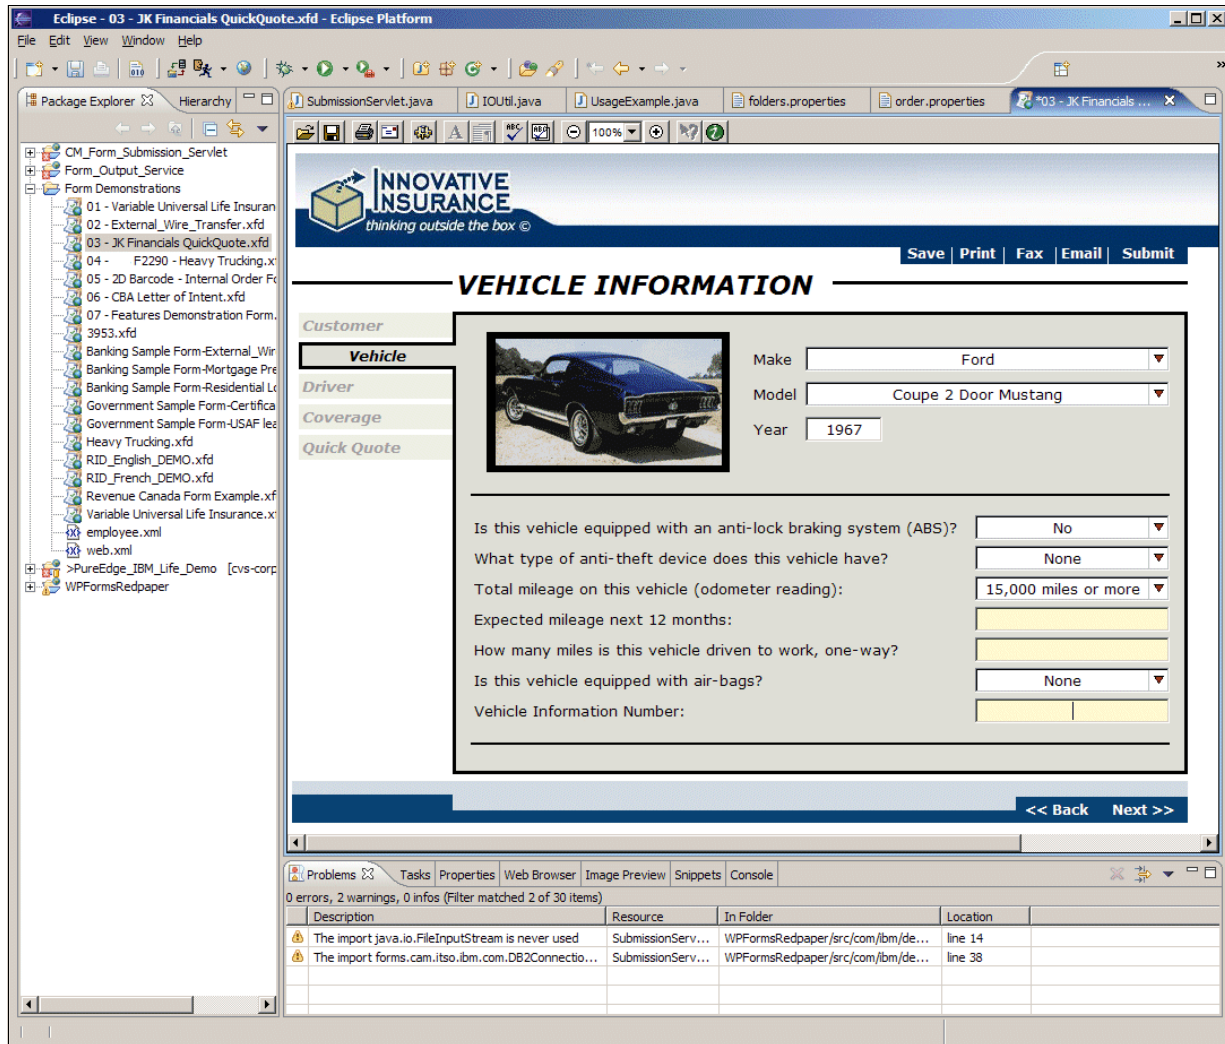 Eclipse - 03 - JK Financials QuickQuote.xfd - Eclipse Platform
File Edit View Window Help
Package Explorer Hierarchy
SubmissionServlet.java IOUtil.java UsageExample.java folders.properties order.properties *03 - JK Financials ...
100%
CM_Form_Submission_Servlet
Form_Output_Service
Form Demonstrations
01 - Variable Universal Life Insuran
02 - External_Wire_Transfer.xfd
03 - JK Financials QuickQuote.xfd
04 - F2290 - Heavy Trucking.x
05 - 2D Barcode - Internal Order Fo
06 - CBA Letter of Intent.xfd
07 - Features Demonstration Form.
3953.xfd
Banking Sample Form-External_Wir
Banking Sample Form-Mortgage Pre
Banking Sample Form-Residential Lo
Government Sample Form-Certifica
Government Sample Form-USAF lea
Heavy Trucking.xfd
RID_English_DEMO.xfd
RID_French_DEMO.xfd
Revenue Canada Form Example.xf
Variable Universal Life Insurance.x
employee.xml
web.xml
>PureEdge_IBM_Life_Demo [cvs-corp
WPFormsRedpaper
INNOVATIVE
INSURANCE
thinking outside the box ©
Save | Print | Fax | Email | Submit
VEHICLE INFORMATION
Customer
Vehicle
Driver
Coverage
Quick Quote
Make Ford
Model Coupe 2 Door Mustang
Year 1967
Is this vehicle equipped with an anti-lock braking system (ABS)? No
What type of anti-theft device does this vehicle have? None
Total mileage on this vehicle (odometer reading): 15,000 miles or more
Expected mileage next 12 months:
How many miles is this vehicle driven to work, one-way?
Is this vehicle equipped with air-bags? None
Vehicle Information Number:
<< Back Next >>
Problems Tasks Properties Web Browser Image Preview Snippets Console
0 errors, 2 warnings, 0 infos (Filter matched 2 of 30 items)
Description Resource In Folder Location
The import java.io.FileInputStream is never used SubmissionServ... WPFormsRedpaper/src/com/ibm/de... line 14
The import forms.cam.itso.ibm.com.DB2Connectio... SubmissionServ... WPFormsRedpaper/src/com/ibm/de... line 38